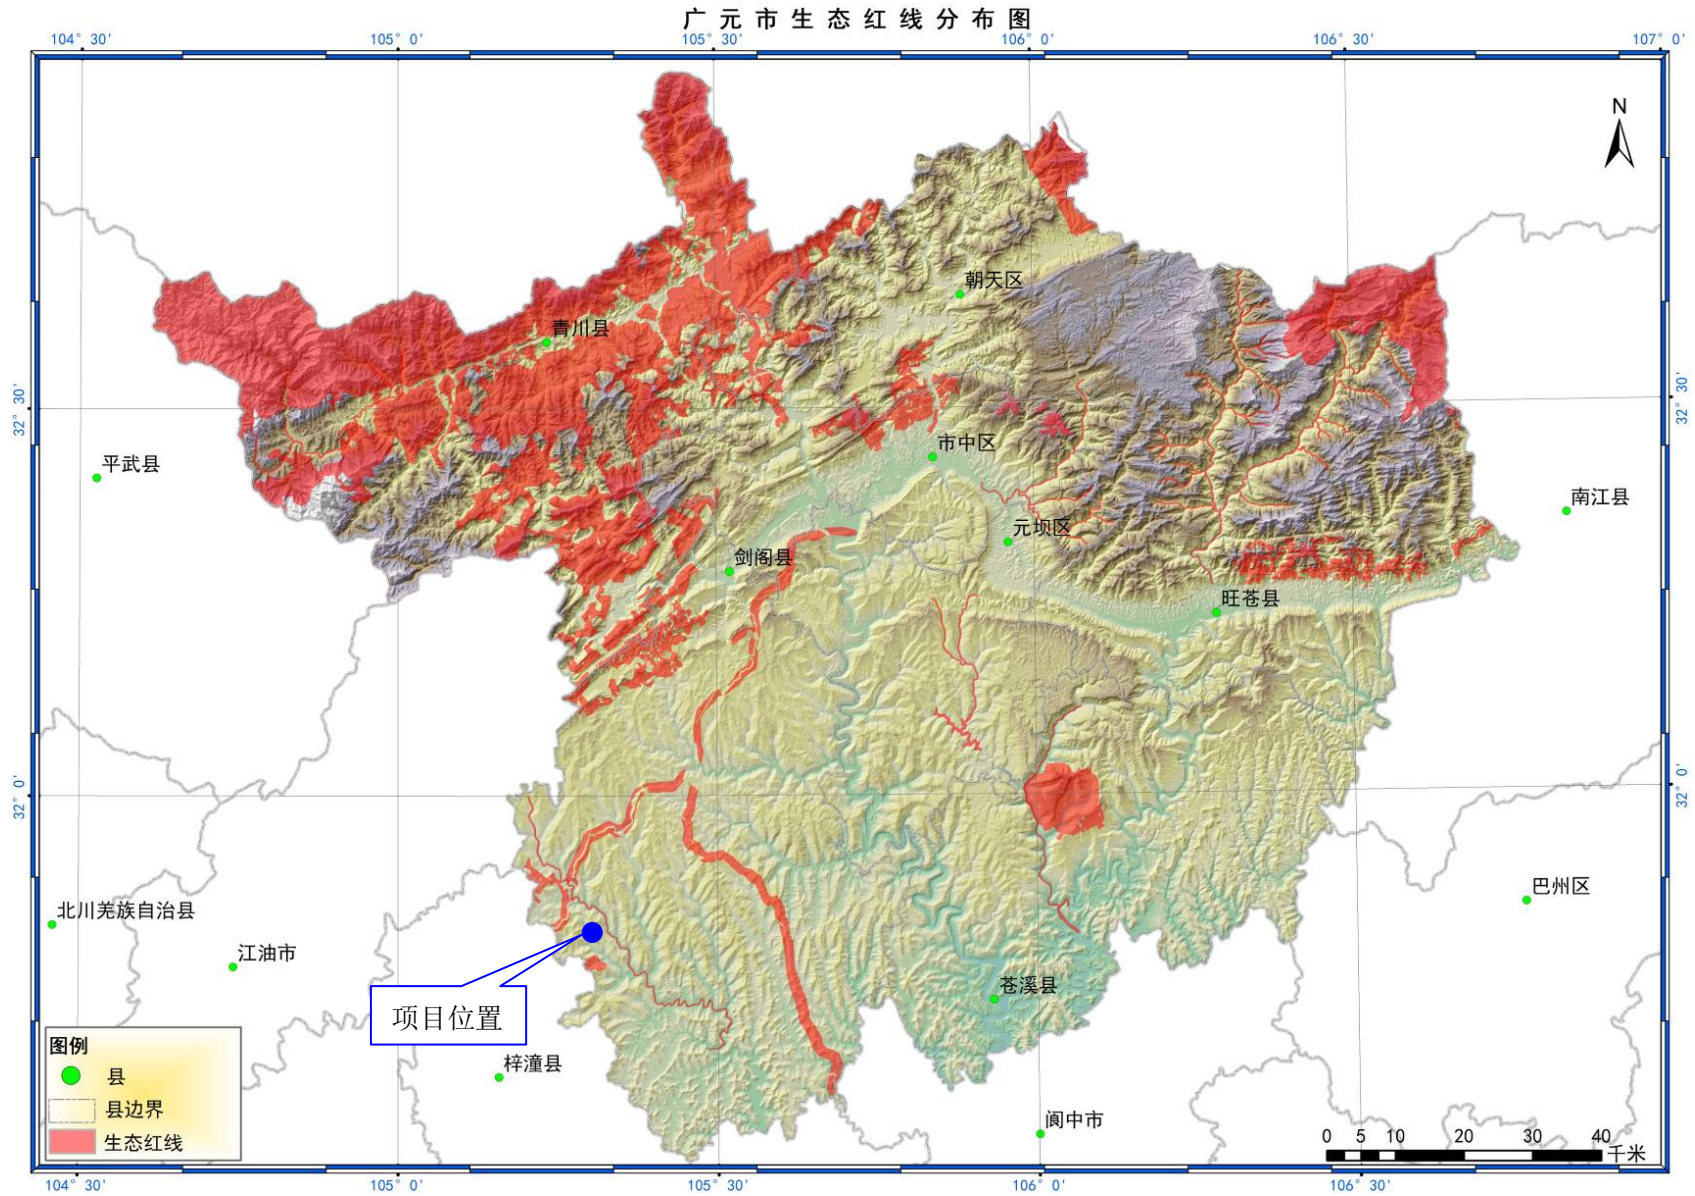 广元市生态红线分布图
104° 30'
105° 0'
105° 30'
106° 0'
106° 30'
107° 0'
N
朝天区
青川县
32° 30'
32° 30'
市中区
平武县
南江县
元坝区
剑阁县
旺苍县
32° 0'
32° 0'
巴州区
北川羌族自治县
江油市
苍溪县
项目位置
梓潼县
阆中市
图例
县
县边界
生态红线
0 5 10 20 30 40
千米
104° 30'
105° 0'
105° 30'
106° 0'
106° 30'